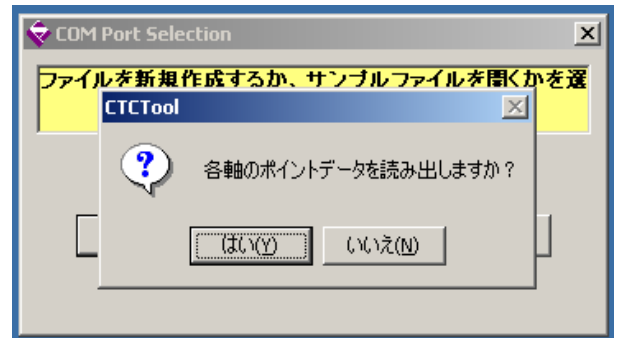 COM Port Selection
ファイルを新規作成するか、サンプルファイルを開くかを選
CTCTool
各軸のポイントデータを読み出しますか？
はい(Y)
いいえ(N)